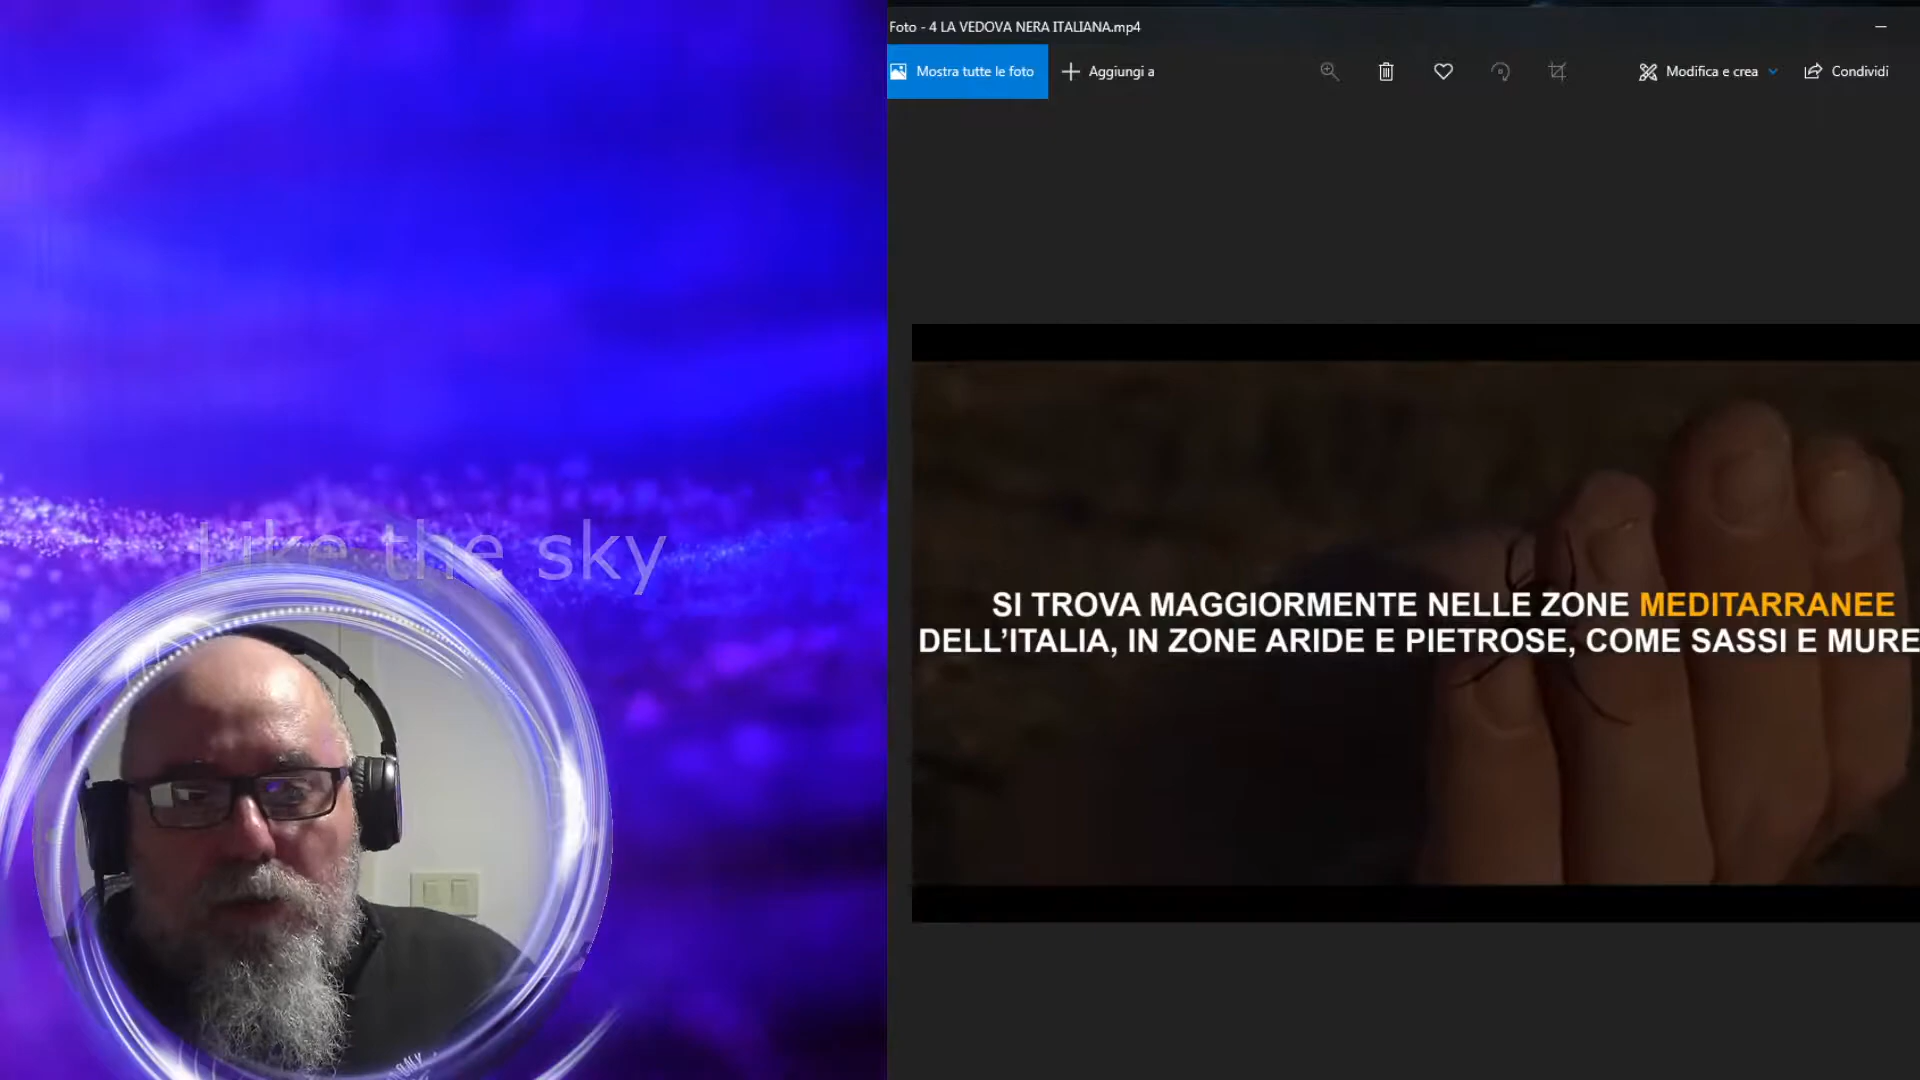 Foto - 4 LA VEDOVA NERA ITALIANA.mp4
Mostra tutte le foto
Aggiungi a
Modifica e crea
Condividi
Like the sky
SI TROVA MAGGIORMENTE NELLE ZONE MEDITARRANEE
DELL’ITALIA, IN ZONE ARIDE E PIETROSE, COME SASSI E MURE